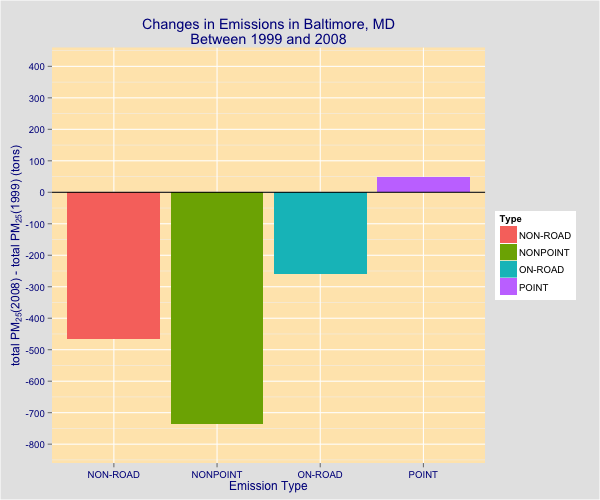 Changes in Emissions in Baltimore, MD
Between 1999 and 2008
total PM25(2008) - total PM25(1999) (tons)
400
300
200
100
0
-100
-200
-300
-400
-500
-600
-700
-800
NON-ROAD
NONPOINT
ON-ROAD
POINT
Emission Type
Type
NON-ROAD
NONPOINT
ON-ROAD
POINT